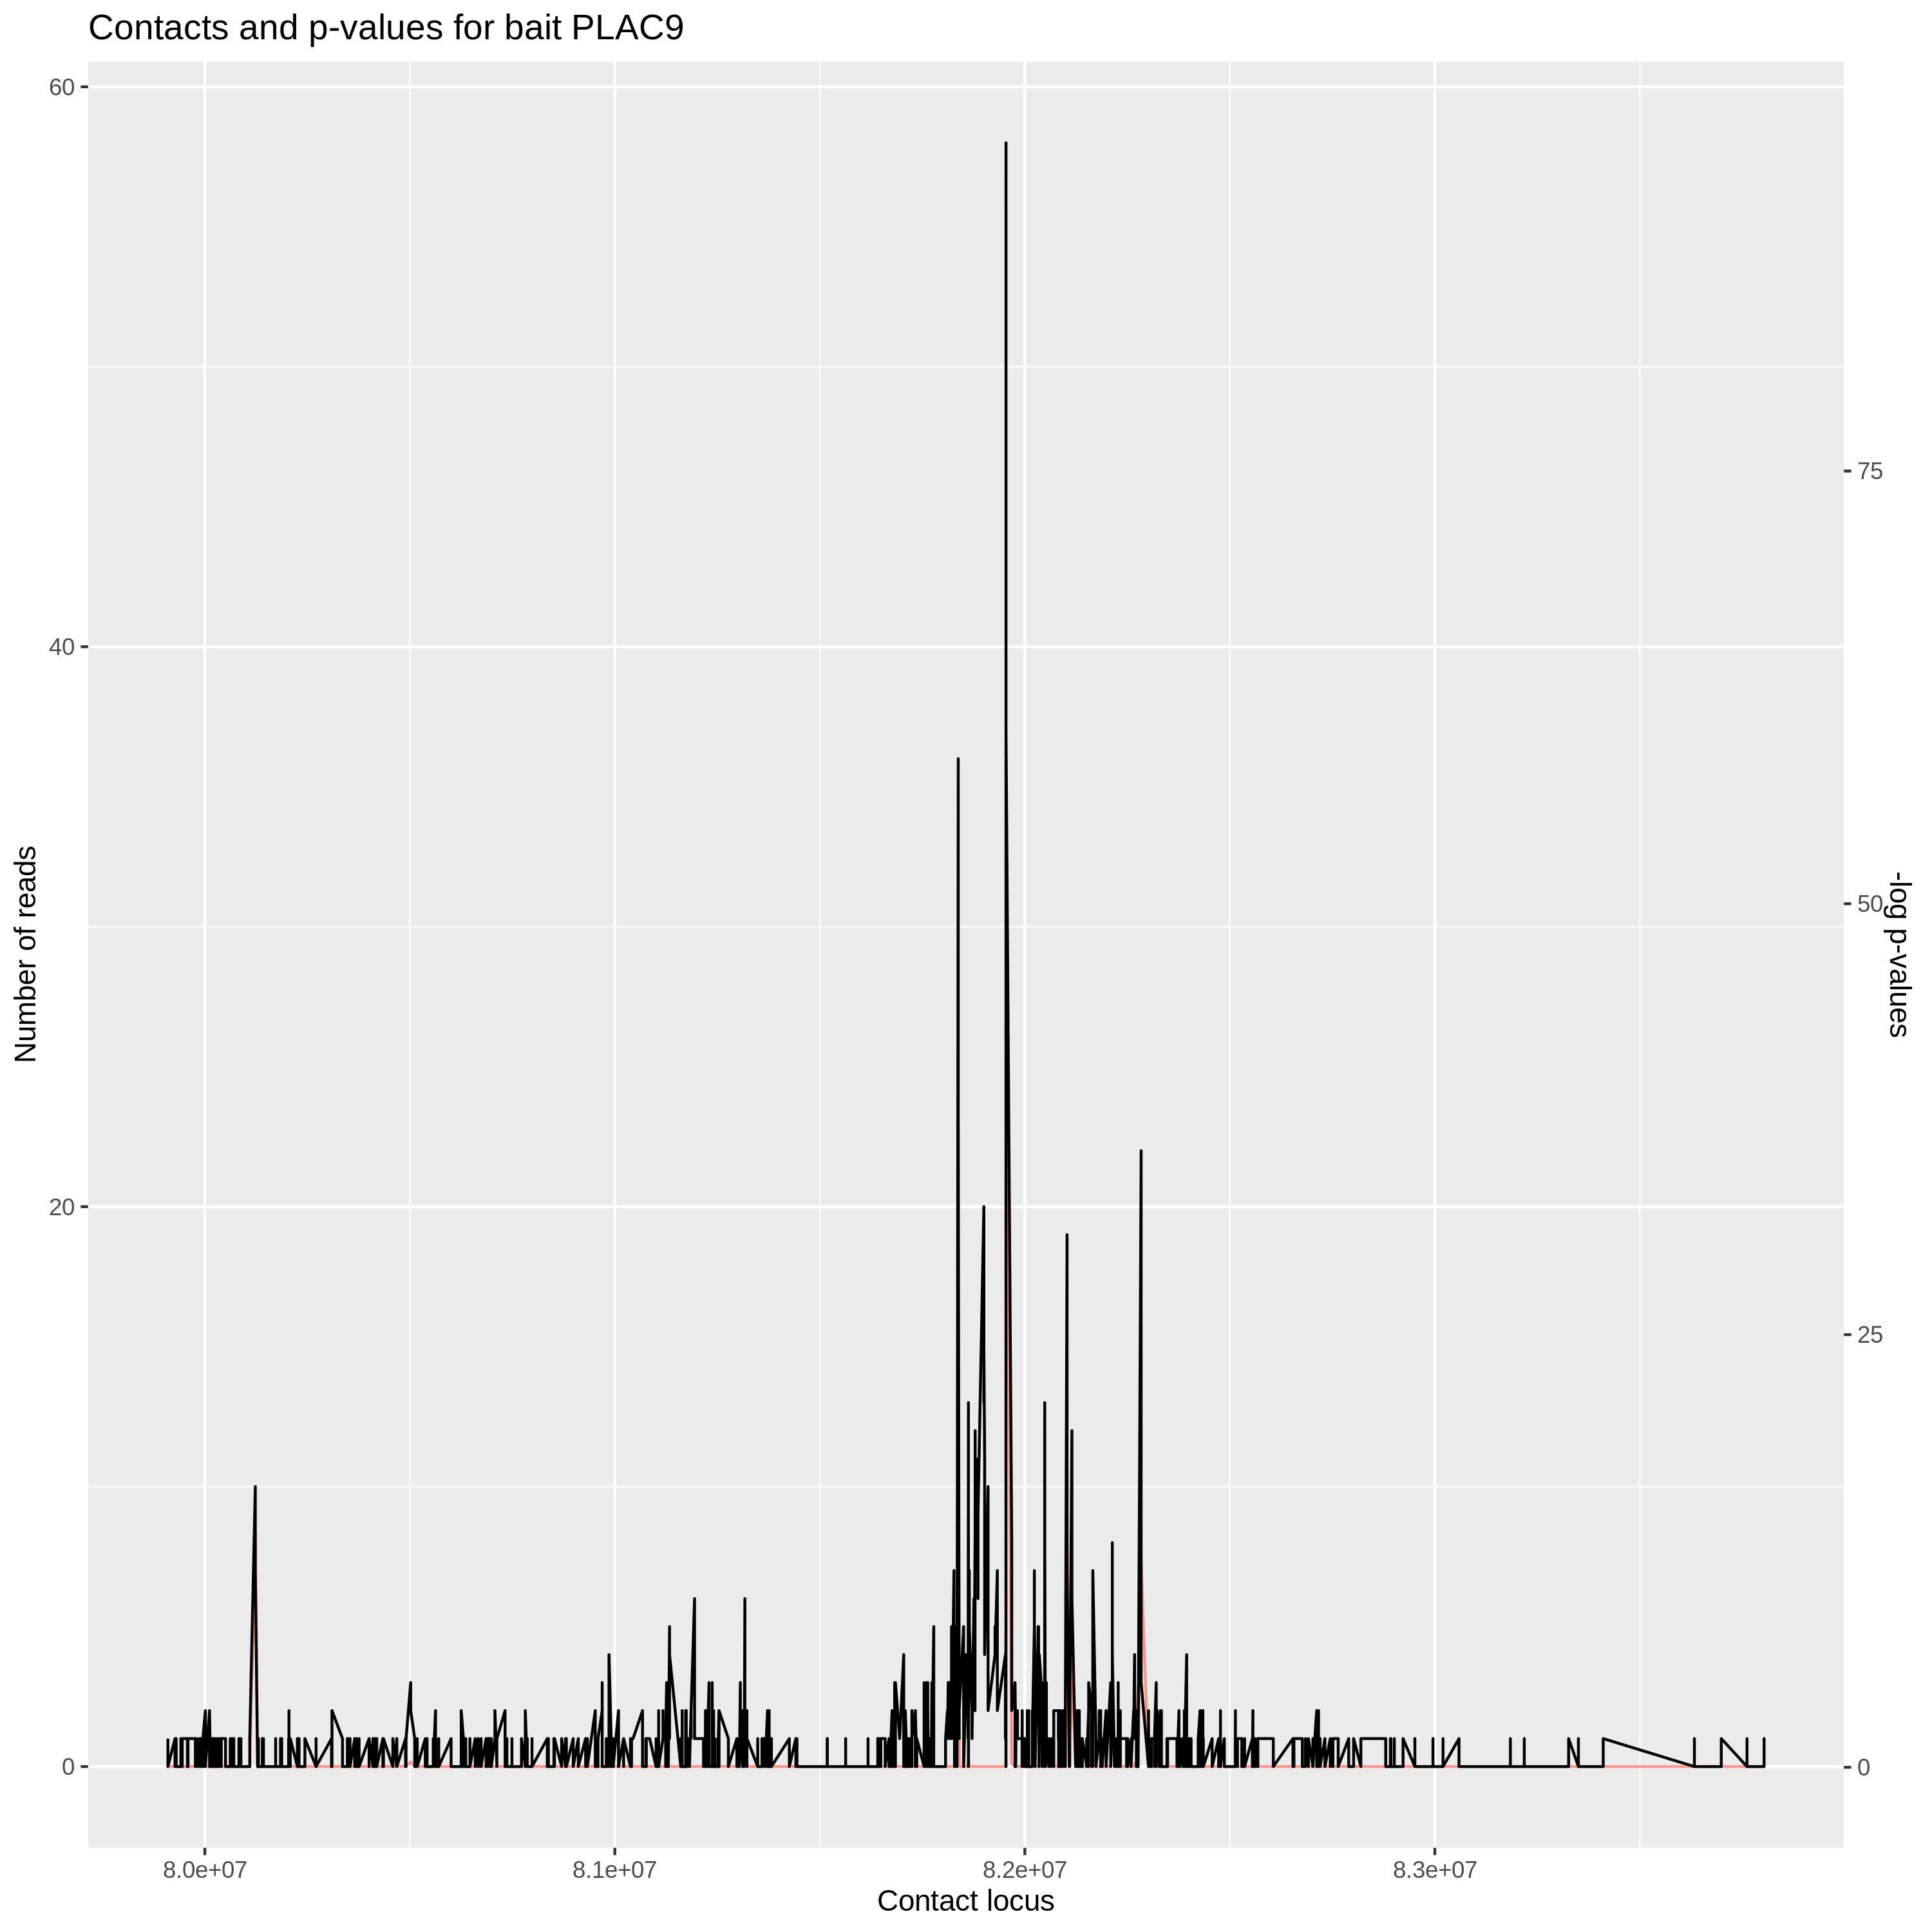 Contacts and p-values for bait PLAC9
60
40
20
0
Number of reads
75
50
25
0
-log p-values
8.0e+07
8.1e+07
8.2e+07
8.3e+07
Contact locus